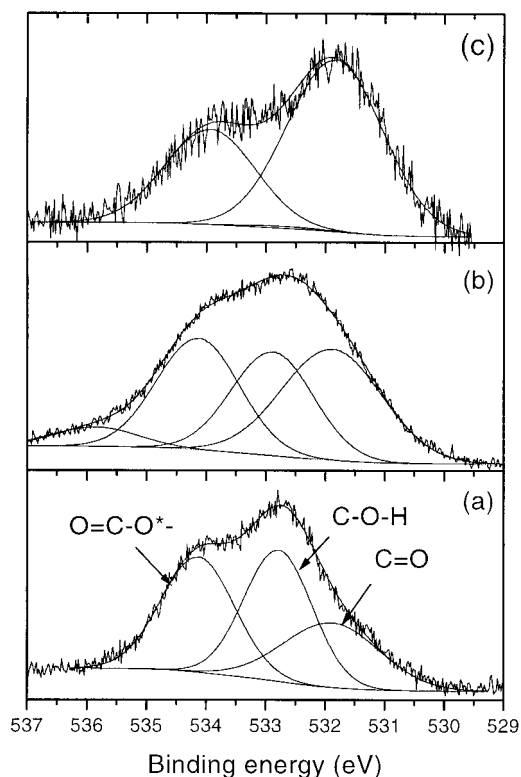 (c)
(b)
(a)
O=C-O*-
C-O-H
C=O
537 536 535 534 533 532 531 530 529
Binding energy (eV)